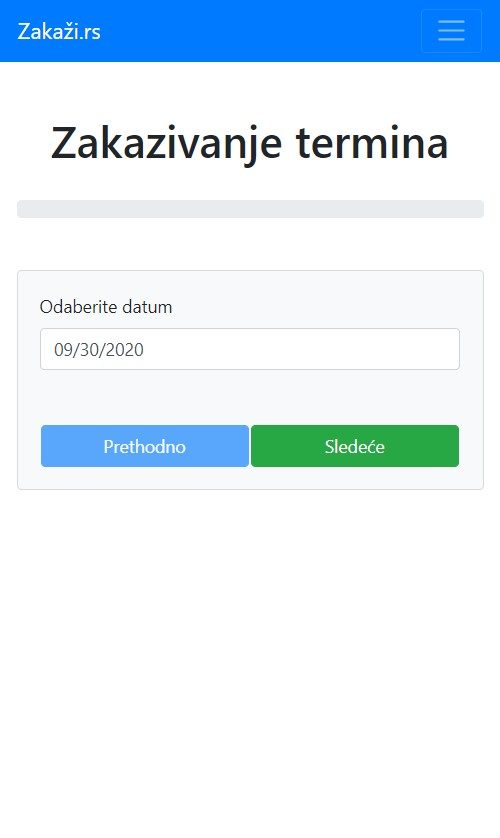 Zakaži.rs
Zakazivanje termina
Odaberite datum
09/30/2020
Prethodno
Sledeće